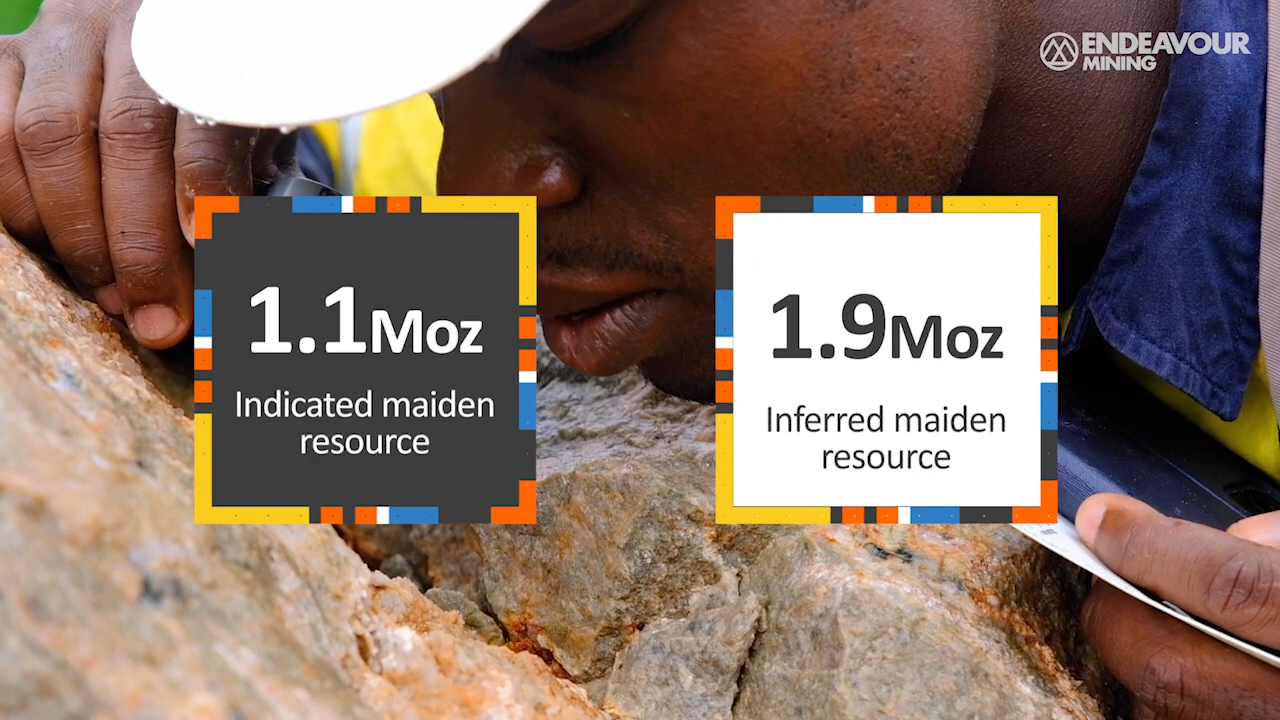 ENDEAVOUR
MINING
1.1Moz
Indicated maiden
resource
1.9Moz
Inferred maiden
resource